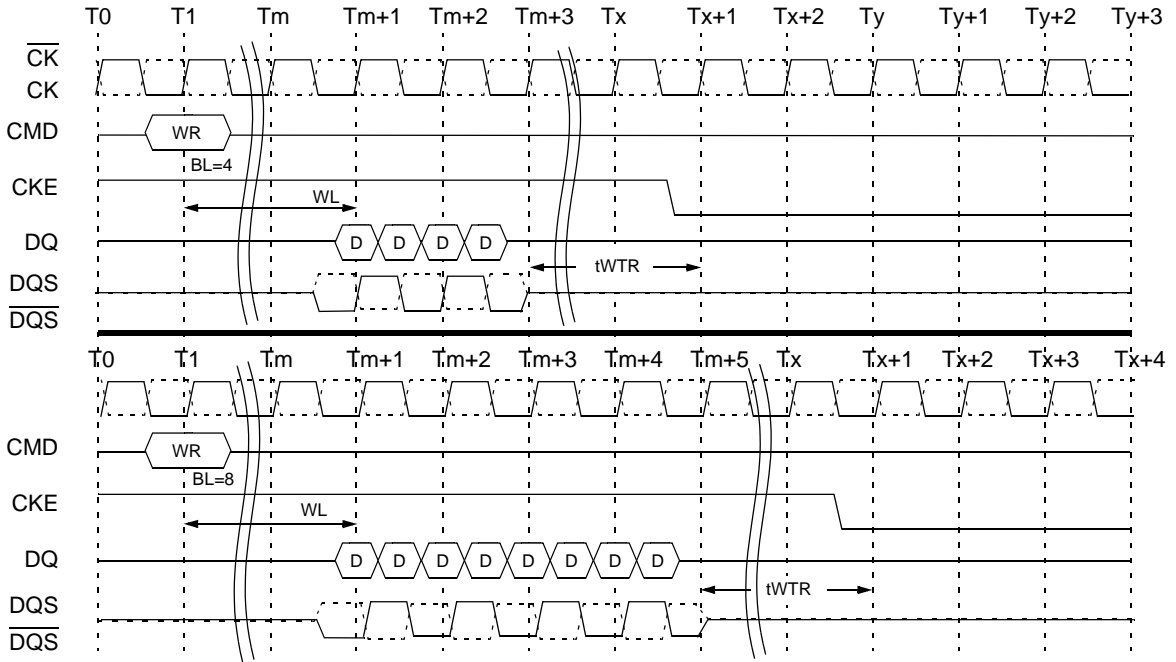 T0 T1 Tm Tm+1 Tm+2 Tm+3 Tx Tx+1 Tx+2 Ty Ty+1 Ty+2 Ty+3
CK
CK
CMD WR
BL=4
CKE
WL
DQ D D D D
tWTR
DQS
DQS
T0 T1 Tm Tm+1 Tm+2 Tm+3 Tm+4 Tm+5 Tx Tx+1 Tx+2 Tx+3 Tx+4
CMD WR
BL=8
CKE
WL
DQ D D D D D D D D
tWTR
DQS
DQS